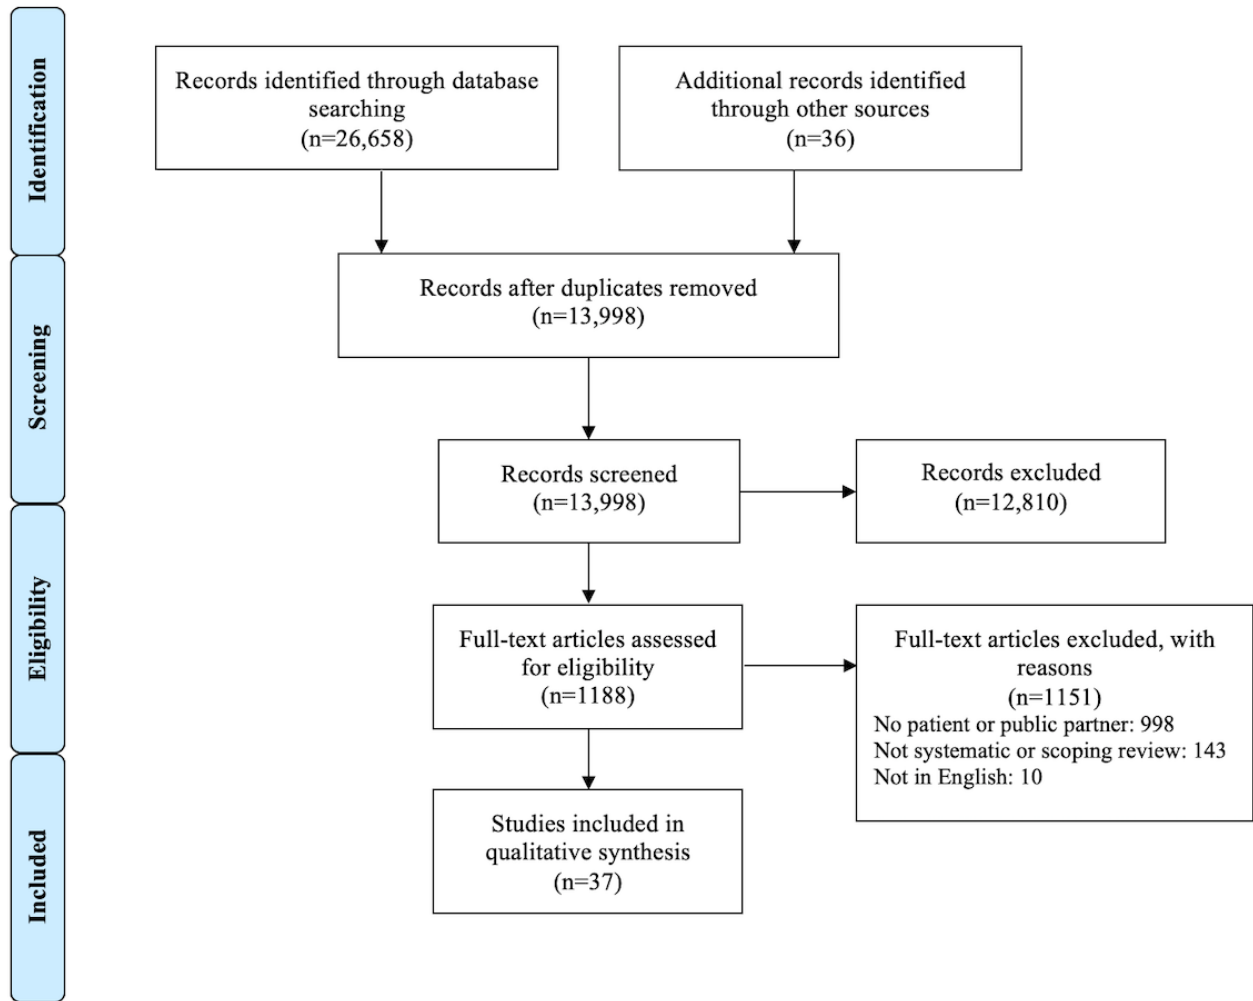 Identification
Records identified through database
searching
(n=26,658)
Additional records identified
through other sources
(n=36)
Screening
Records after duplicates removed
(n=13,998)
Records screened
(n=13,998)
Records excluded
(n=12,810)
Eligibility
Full-text articles assessed
for eligibility
(n=1188)
Full-text articles excluded, with
reasons
(n=1151)
No patient or public partner: 998
Not systematic or scoping review: 143
Not in English: 10
Included
Studies included in
qualitative synthesis
(n=37)